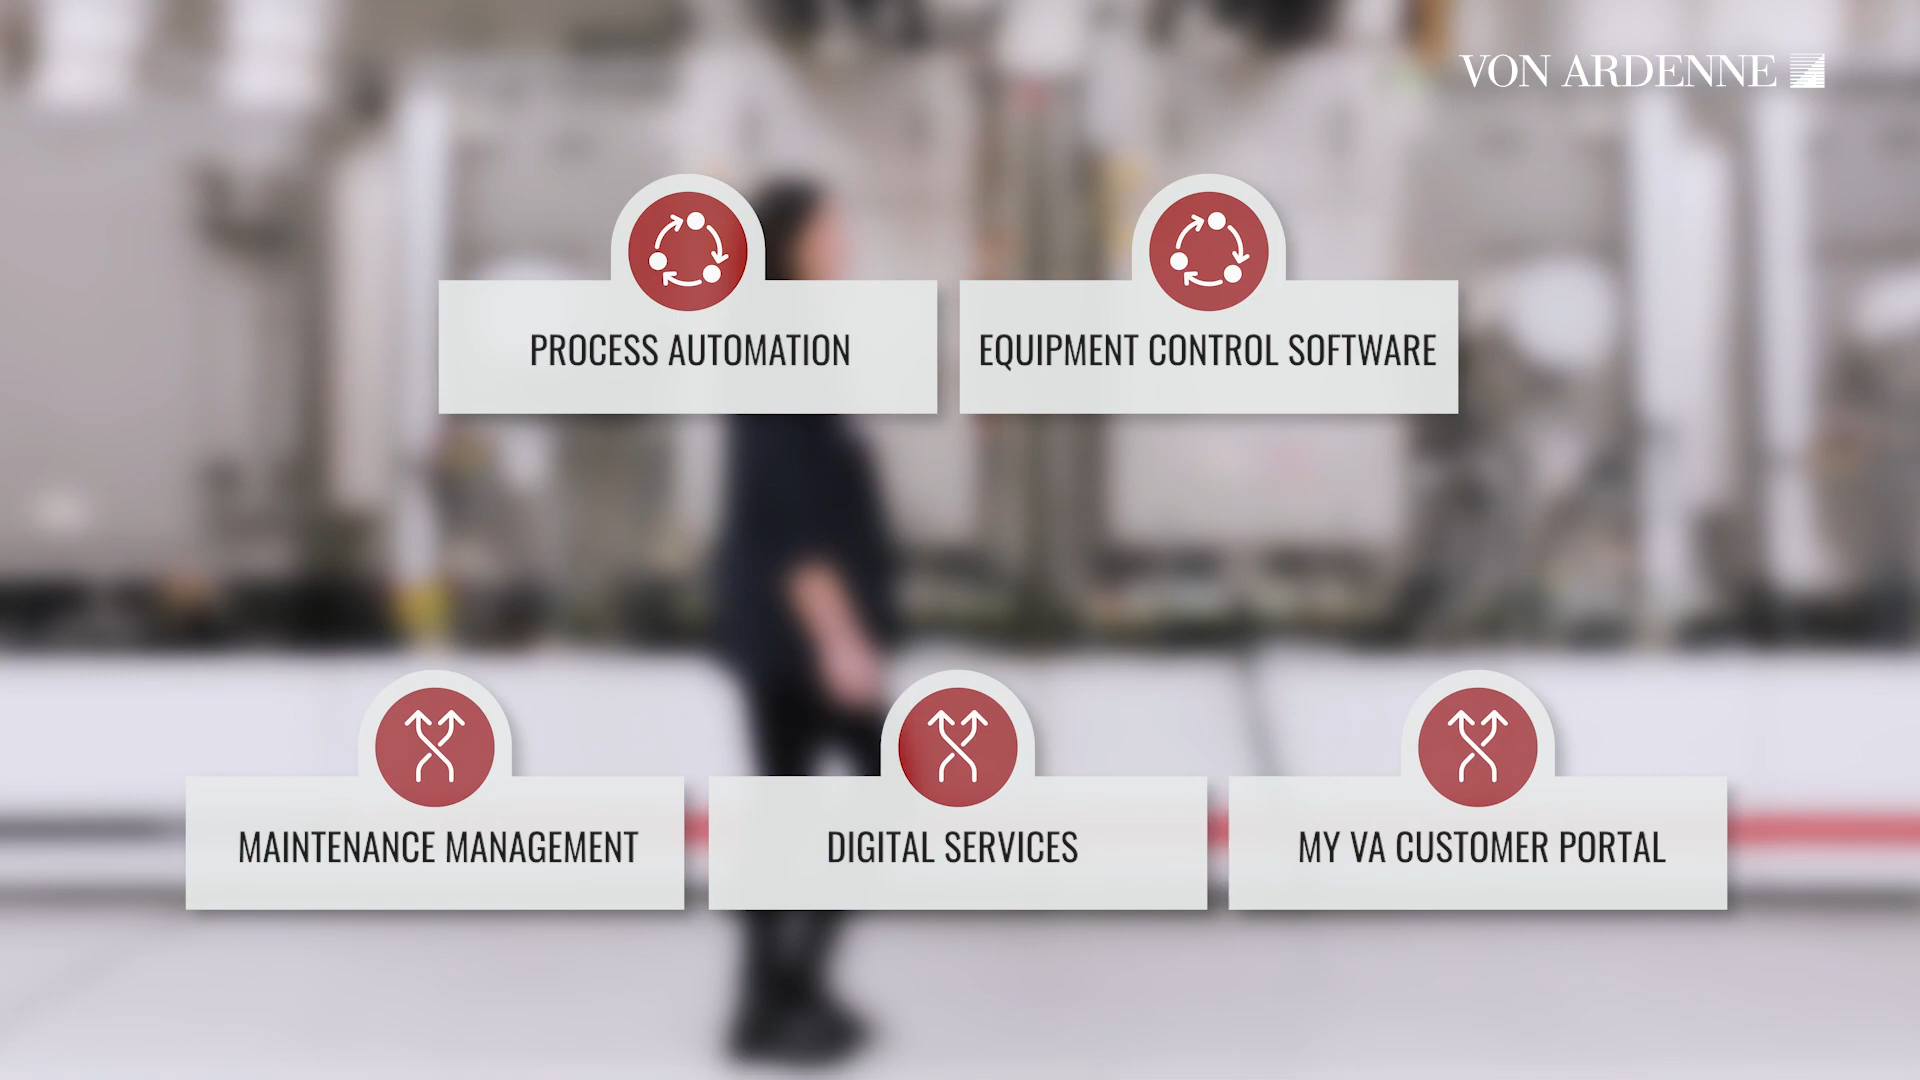 VON ARDENNE
PROCESS AUTOMATION
EQUIPMENT CONTROL SOFTWARE
MAINTENANCE MANAGEMENT
DIGITAL SERVICES
MY VA CUSTOMER PORTAL